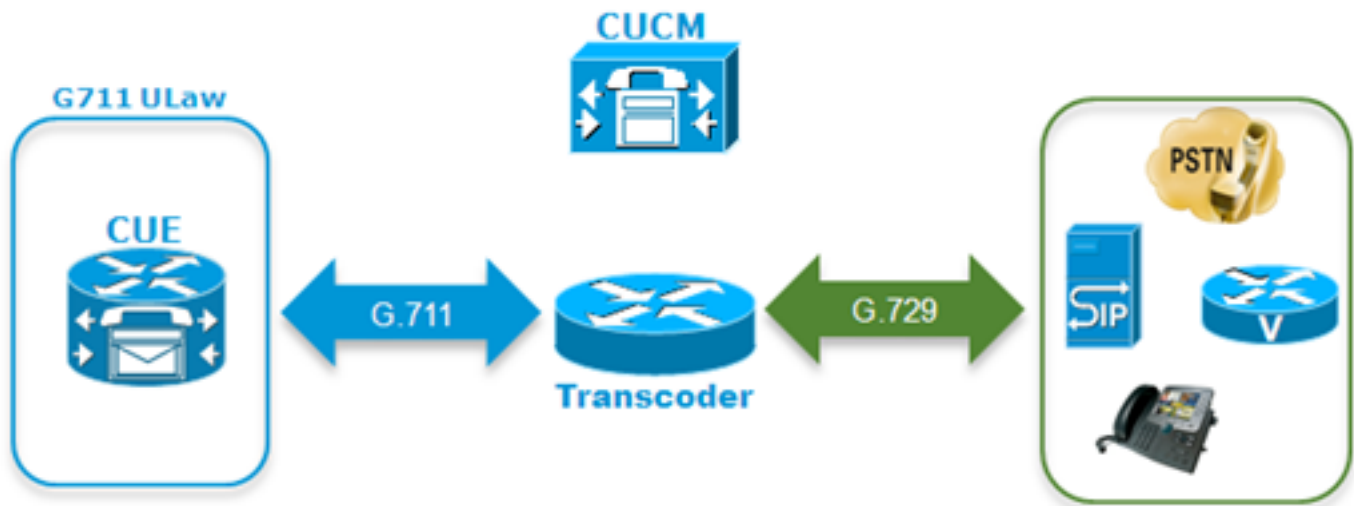 CUCM
G711 ULaw
CUE
G.711
Transcoder
G.729
PSTN
SIP
V